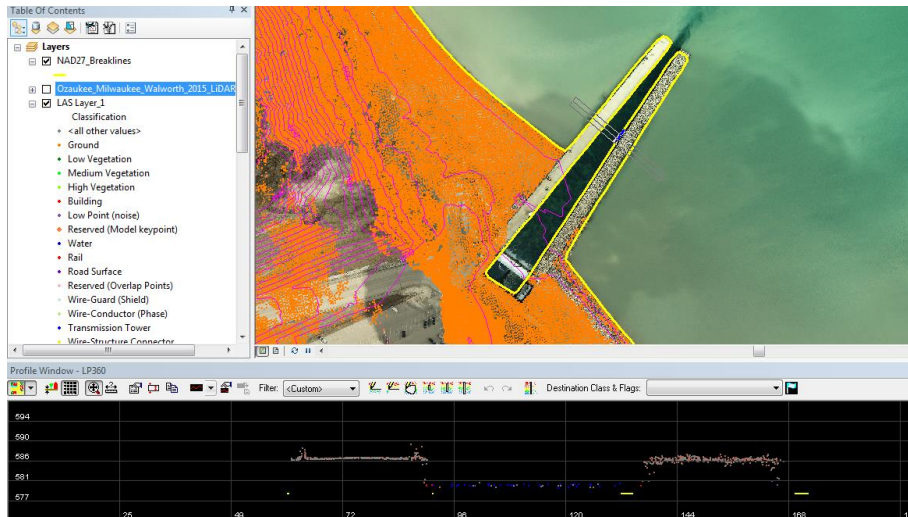 Table Of Contents
Layers
NAD27_Breaklines
Ozaukee_Milwaukee_Walworth_2015_LiDAR
LAS Layer_1
Classification
<all other values>
Ground
Low Vegetation
Medium Vegetation
High Vegetation
Building
Low Point (noise)
Reserved (Model keypoint)
Water
Rail
Road Surface
Reserved (Overlap Points)
Wire-Guard (Shield)
Wire-Conductor (Phase)
Transmission Tower
Wire-Structure Connector
Profile Window - LP360
Filter: <Custom>
Destination Class & Flags:
594
590
586
581
577
25
49
72
96
120
144
168